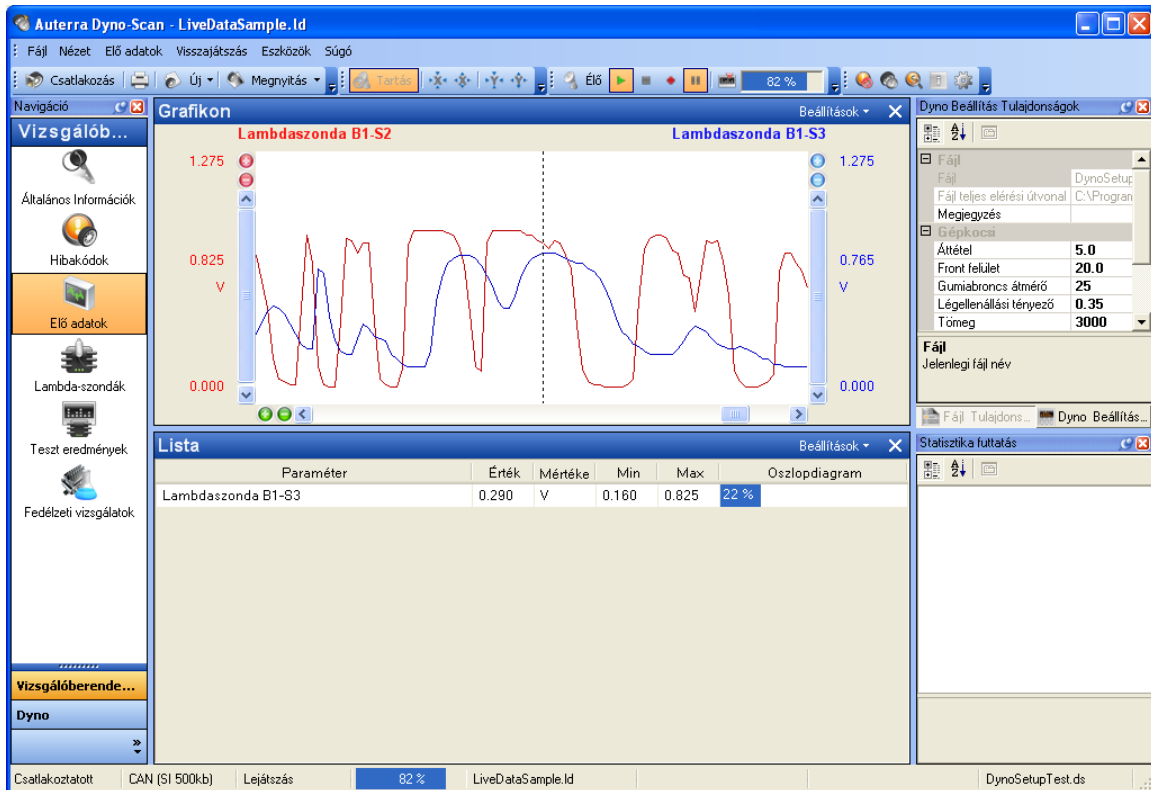 Auterra Dyno-Scan - LiveDataSample.ld
Fájl Nézet Elő adatok Visszajátszás Eszközök Súgó
Csatlakozás Új Megnyitás Tartás Élő 82 %
Navigáció
Vizsgálób...
Általános Információk
Hibakódok
Elő adatok
Lambda-szondák
Teszt eredmények
Fedélzeti vizsgálatok
Vizsgálóberende...
Dyno
Grafikon Beállítások
Lambdaszonda B1-S2 Lambdaszonda B1-S3
1.275 1.275
0.825 0.765
V V
0.000 0.000
Lista Beállítások
Paraméter Érték Mértéke Min Max Oszlopdiagram
Lambdaszonda B1-S3 0.290 V 0.160 0.825 22 %
Dyno Beállítás Tulajdonságok
Fájl
Fájl DynoSetup
Fájl teljes elérési útvonal C:\Program
Megjegyzés
Gépkocsi
Áttétel 5.0
Front felület 20.0
Gumiabroncs átmérő 25
Légellenállási tényező 0.35
Tömeg 3000
Fájl
Jelenlegi fájl név
Fájl Tulajdons... Dyno Beállítás...
Statisztika futtatás
Csatlakoztatott CAN (SI 500kb) Lejátszás 82 % LiveDataSample.ld DynoSetupTest.ds